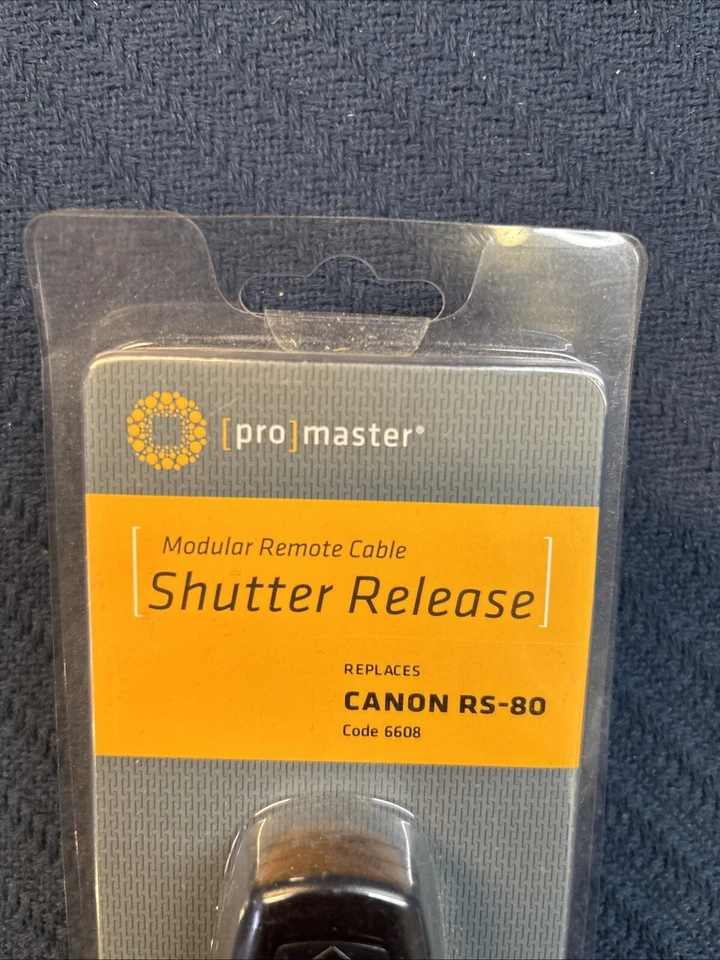 [pro]master®
Modular Remote Cable
[Shutter Release]
REPLACES
CANON RS-80
Code 6608